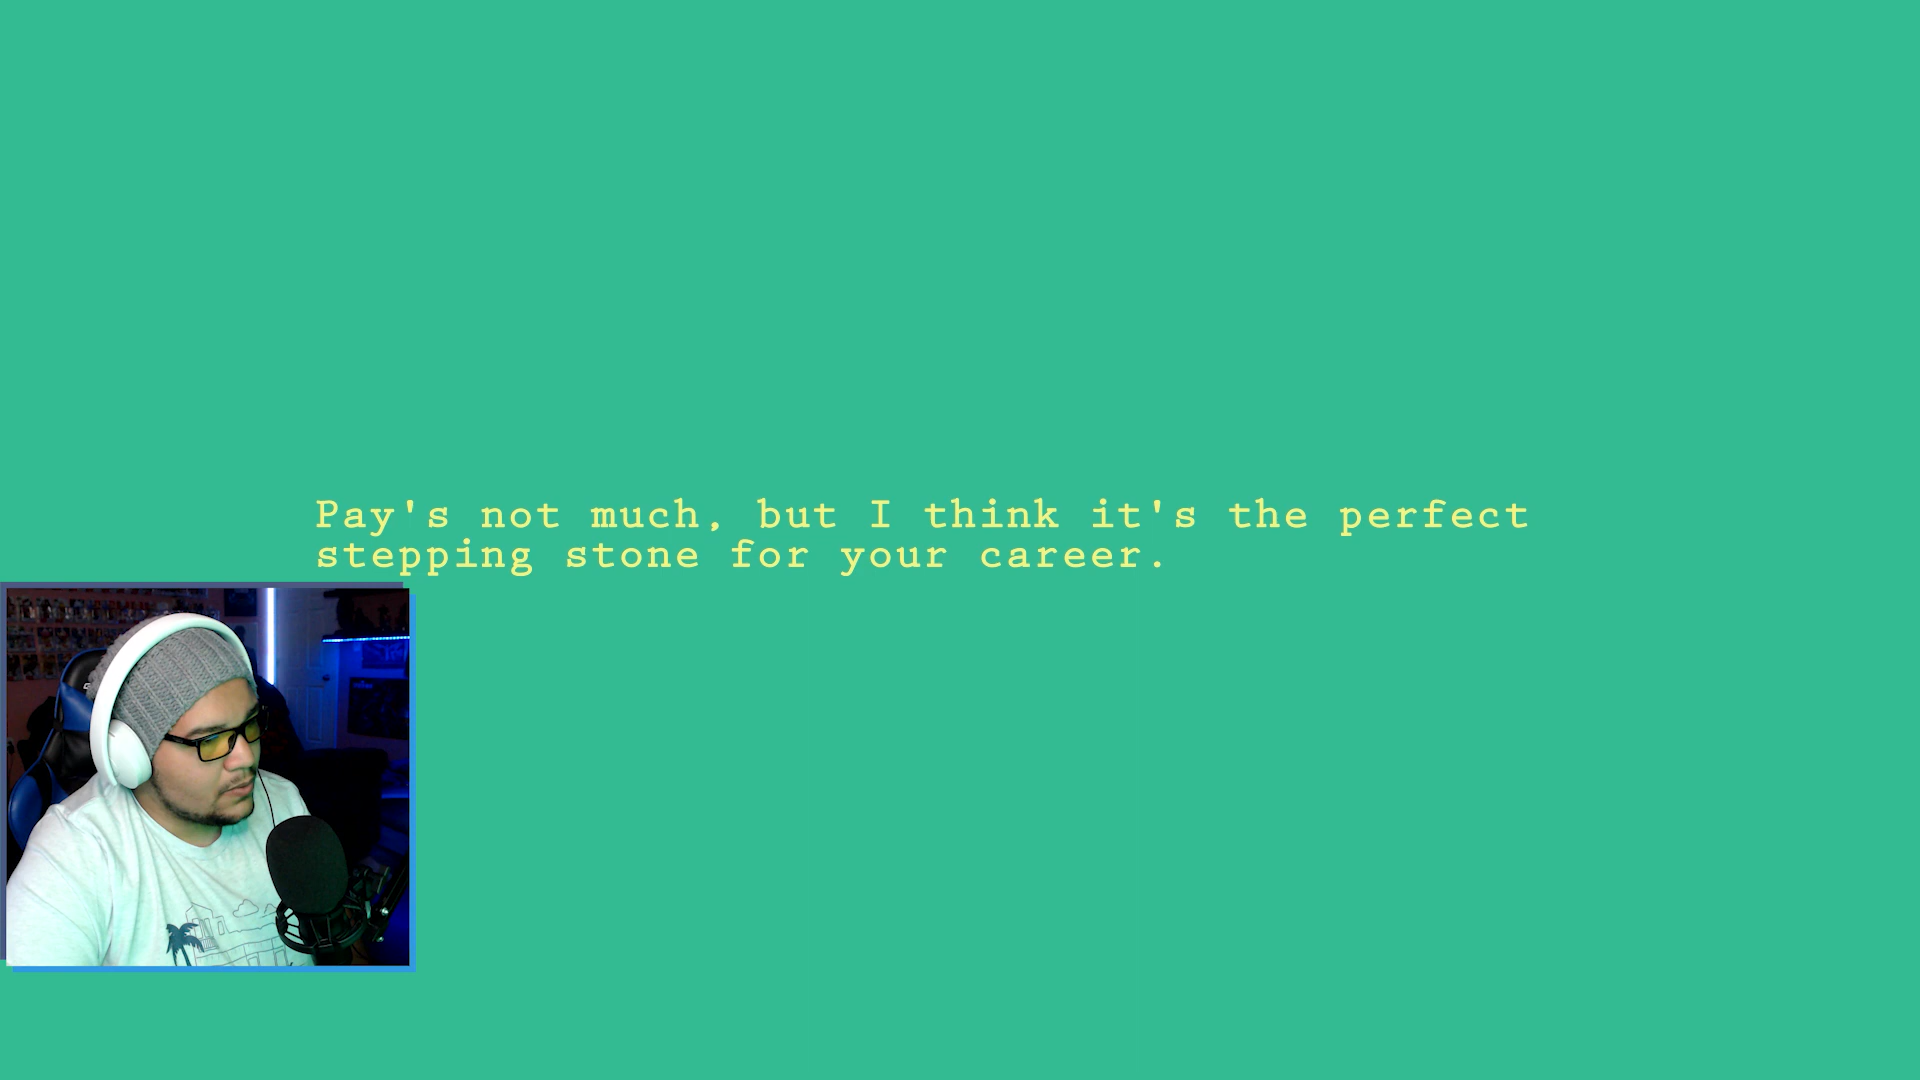 Pay's not much, but I think it's the perfect
stepping stone for your career.